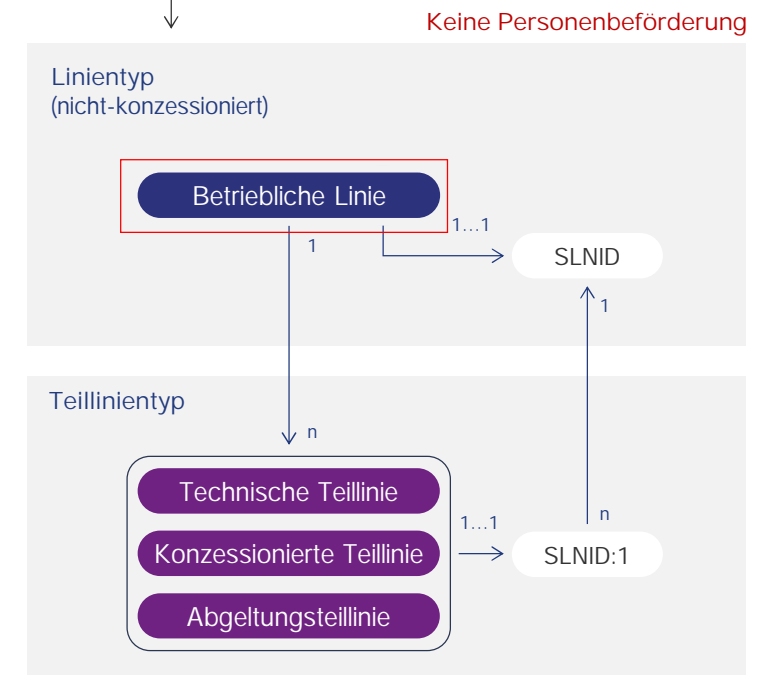 Keine Personenbeförderung
Linientyp
(nicht-konzessioniert)
Betriebliche Linie
1...1
1
SLNID
1
Teillinientyp
n
Technische Teillinie
1...1
n
Konzessionierte Teillinie
SLNID:1
Abgeltungsteillinie